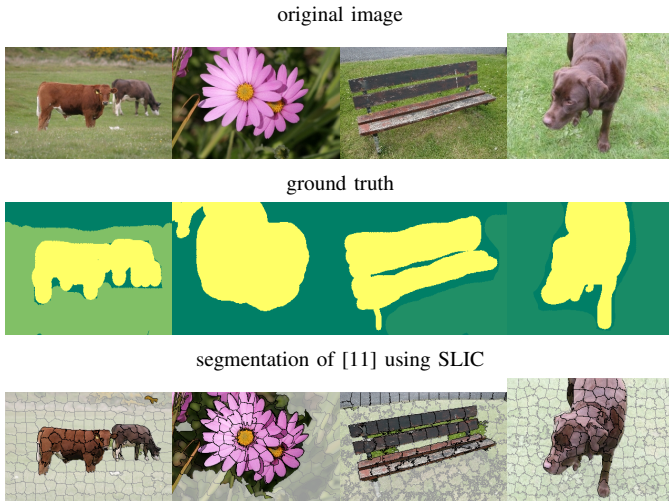 original image
ground truth
segmentation of [11] using SLIC